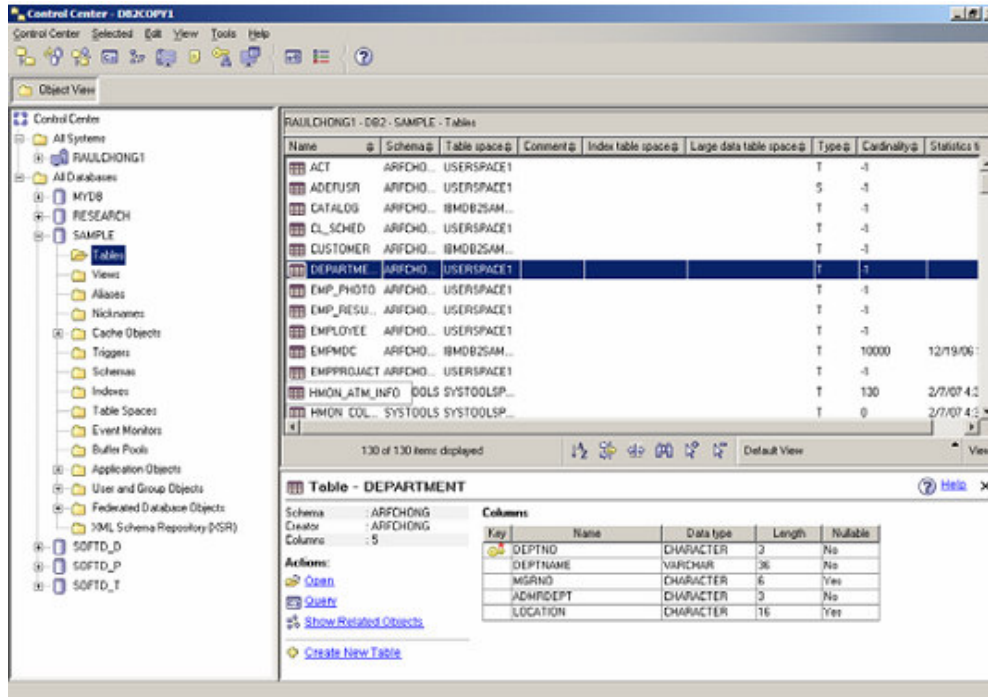 Control Center - DB2COPY1
Control Center Selected Edit View Tools Help
Object View
Control Center
All Systems
RAULCHONG1
All Databases
MYDB
RESEARCH
SAMPLE
Tables
Views
Aliases
Nicknames
Cache Objects
Triggers
Schemas
Indexes
Table Spaces
Event Monitors
Buffer Pools
Application Objects
User and Group Objects
Federated Database Objects
XML Schema Repository (XSR)
SOFTD_D
SOFTD_P
SOFTD_T
RAULCHONG1 - DB2 - SAMPLE - Tables
Name Schema Table space Comment Index table space Large data table space Type Cardinality Statistics
ACT ARFCHO... USERSPACE1 T -1
ADEFUSR ARFCHO... USERSPACE1 S -1
CATALOG ARFCHO... IBMDB2SAM... T -1
CL_SCHED ARFCHO... USERSPACE1 T -1
CUSTOMER ARFCHO... IBMDB2SAM... T -1
DEPARTME... ARFCHO... USERSPACE1 T -1
EMP_PHOTO ARFCHO... USERSPACE1 T -1
EMP_RESU... ARFCHO... USERSPACE1 T -1
EMPLOYEE ARFCHO... USERSPACE1 T -1
EMPMDC ARFCHO... IBMDB2SAM... T 10000 12/19/06
EMPPROJACT ARFCHO... USERSPACE1 T -1
HMON_ATM_INFO OOLS SYSTOOLSP... T 130 2/7/07 4:3
HMON_COL... SYSTOOLS SYSTOOLSP... T 0 2/7/07 4:3
130 of 130 items displayed Default View View
Table - DEPARTMENT Help
Schema : ARFCHONG
Creator : ARFCHONG
Columns : 5
Actions:
Open
Query
Show Related Objects
Create New Table
Columns
Key Name Data type Length Nullable
DEPTNO CHARACTER 3 No
DEPTNAME VARCHAR 36 No
MGRNO CHARACTER 6 Yes
ADMRDEPT CHARACTER 3 No
LOCATION CHARACTER 16 Yes